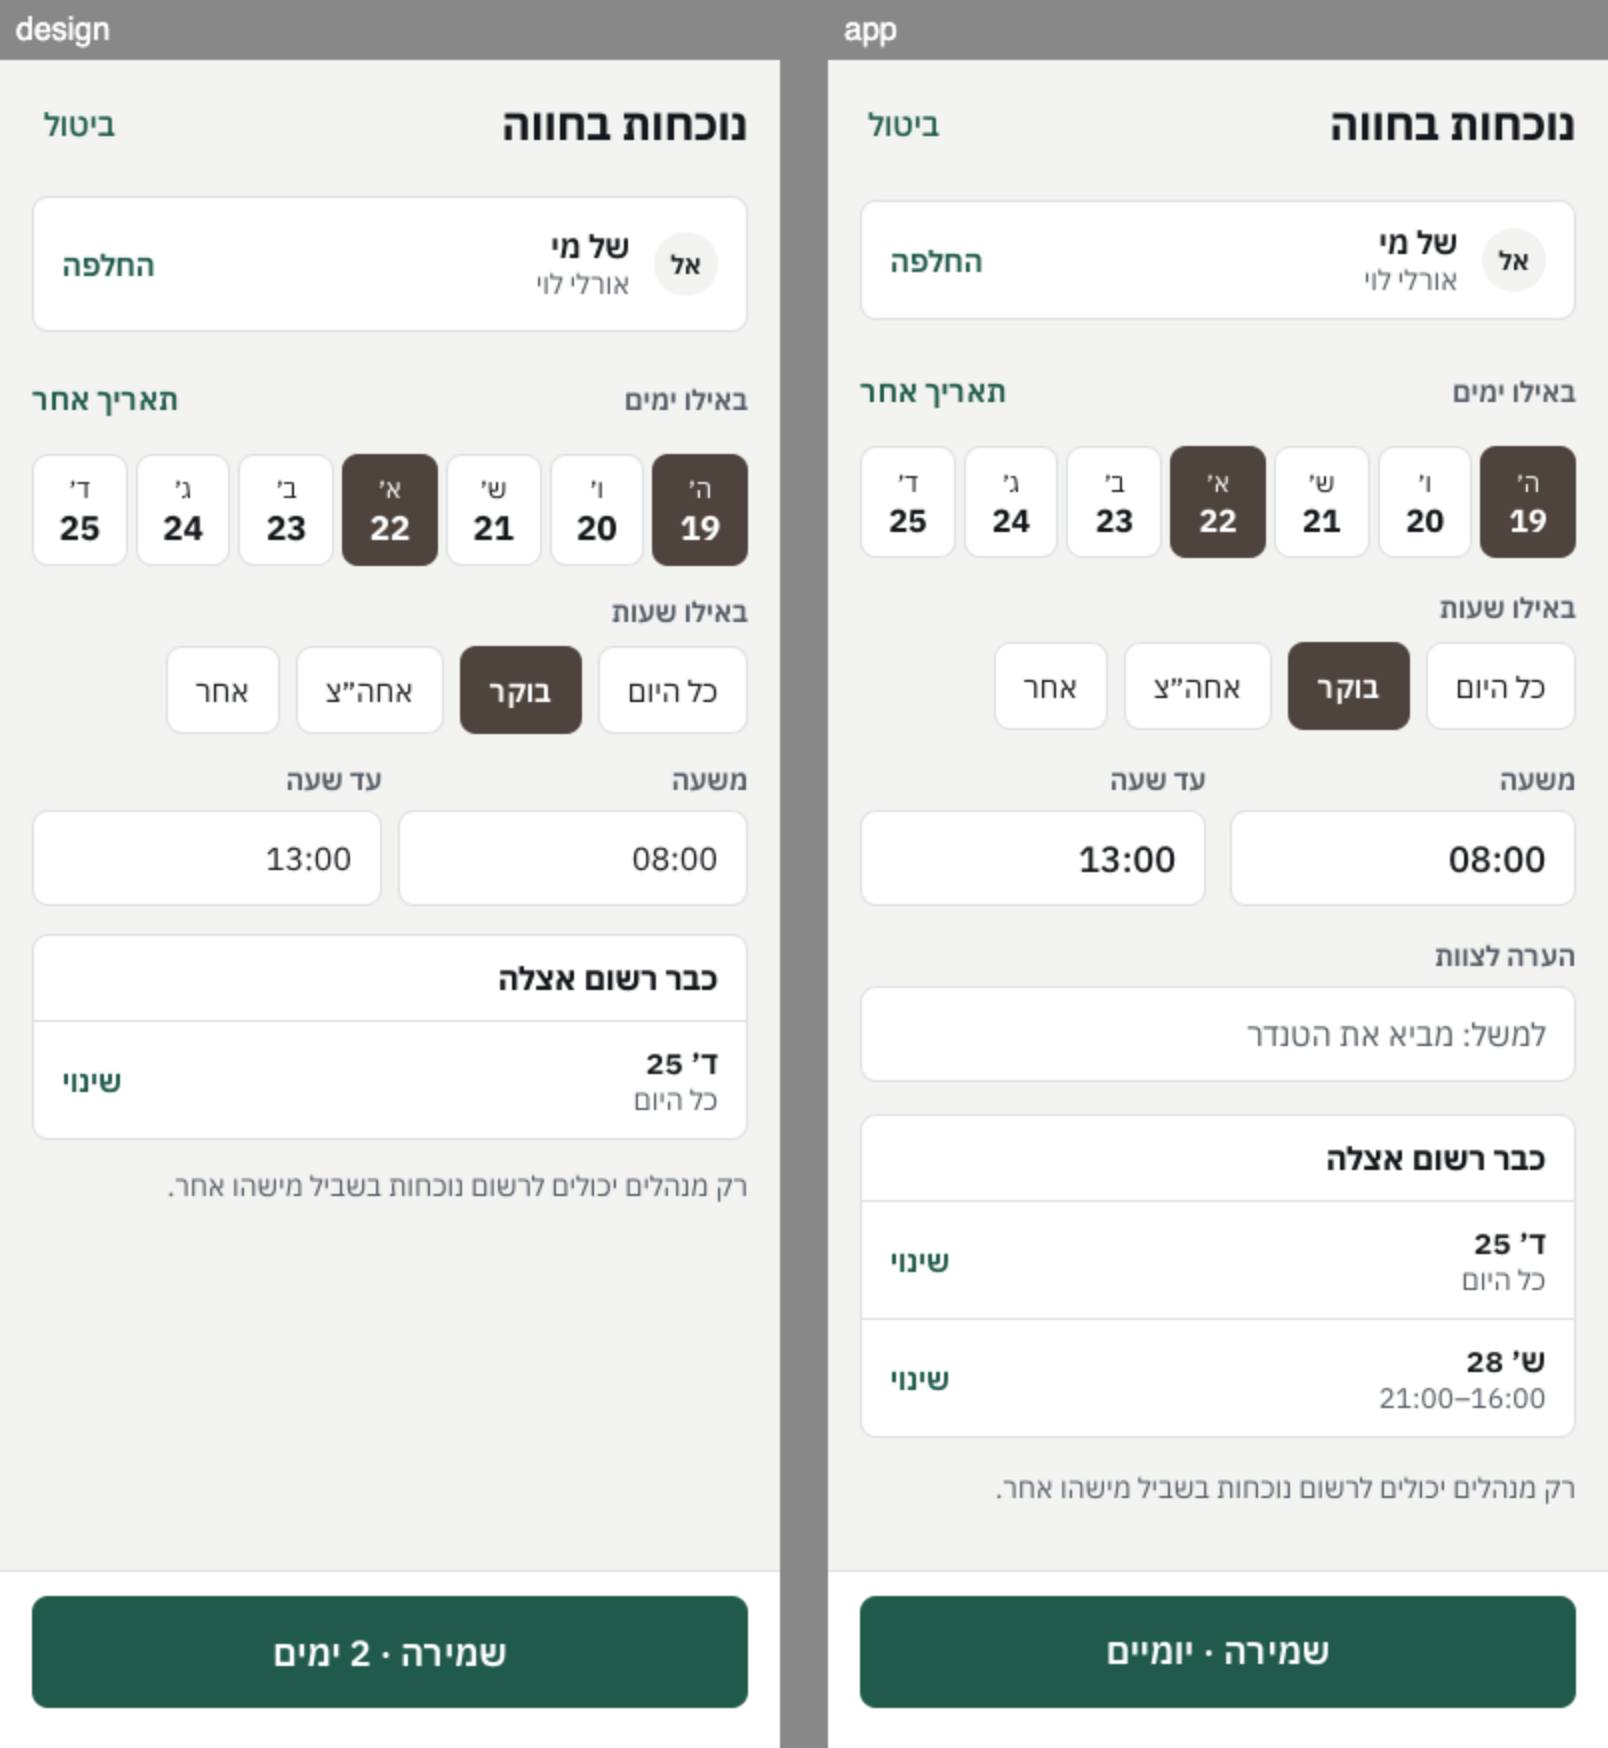 design
נוכחות בחווה
ביטול
אל
של מי
אורלי לוי
החלפה
באילו ימים
תאריך אחר
ה׳ ו׳ ש׳ א׳ ב׳ ג׳ ד׳
19 20 21 22 23 24 25
באילו שעות
כל היום
בוקר
אחה״צ
אחר
משעה
עד שעה
08:00
13:00
כבר רשום אצלה
ד׳ 25
כל היום
שינוי
רק מנהלים יכולים לרשום נוכחות בשביל מישהו אחר.
שמירה · 2 ימים
app
נוכחות בחווה
ביטול
אל
של מי
אורלי לוי
החלפה
באילו ימים
תאריך אחר
ה׳ ו׳ ש׳ א׳ ב׳ ג׳ ד׳
19 20 21 22 23 24 25
באילו שעות
כל היום
בוקר
אחה״צ
אחר
משעה
עד שעה
08:00
13:00
הערה לצוות
למשל: מביא את הטנדר
כבר רשום אצלה
ד׳ 25
כל היום
שינוי
ש׳ 28
16:00–21:00
שינוי
רק מנהלים יכולים לרשום נוכחות בשביל מישהו אחר.
שמירה · יומיים